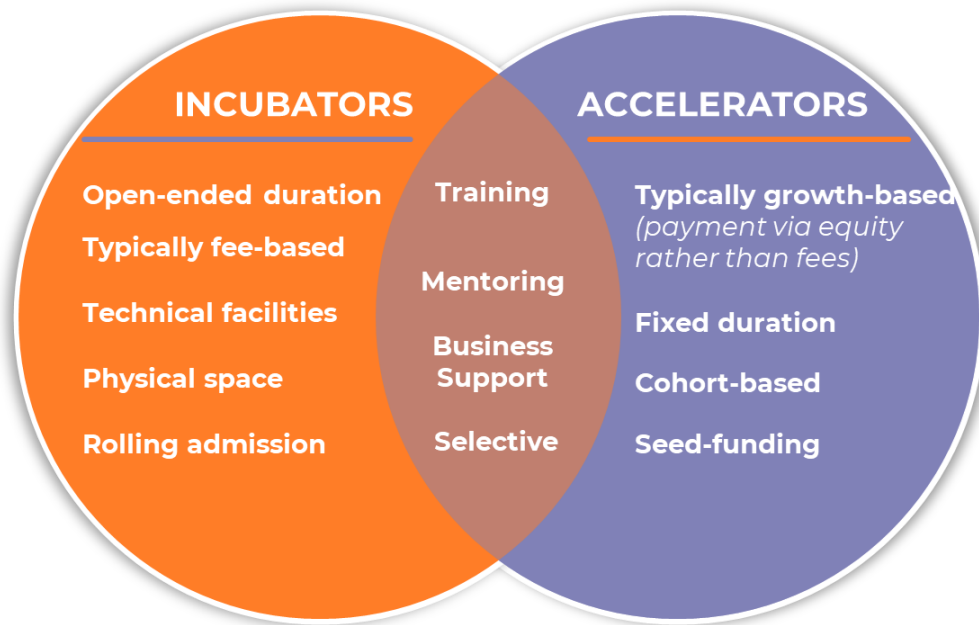 INCUBATORS
Open-ended duration
Typically fee-based
Technical facilities
Physical space
Rolling admission
Training
Mentoring
Business
Support
Selective
ACCELERATORS
Typically growth-based
(payment via equity
rather than fees)
Fixed duration
Cohort-based
Seed-funding